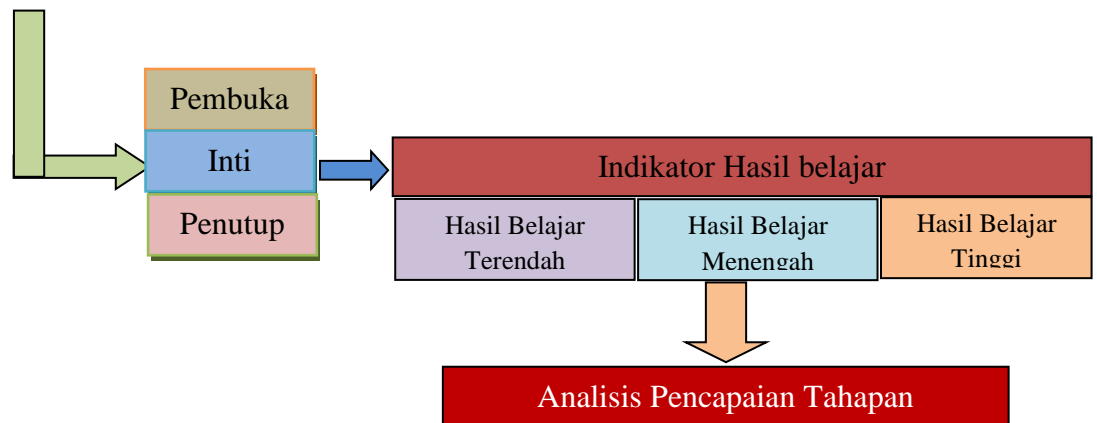 Pembuka
Inti
Penutup
Indikator Hasil belajar
Hasil Belajar
Terendah
Hasil Belajar
Menengah
Hasil Belajar
Tinggi
Analisis Pencapaian Tahapan